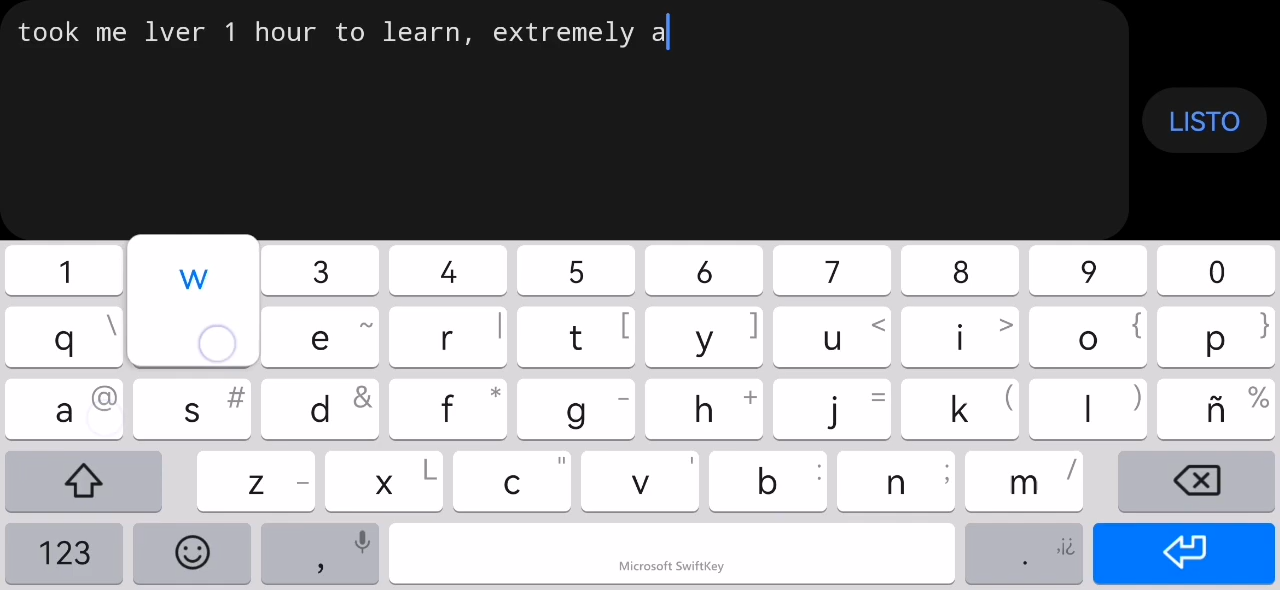 took me lver 1 hour to learn, extremely a
LISTO
1 3 4 5 6 7 8 9 0
w
q \ e ~ r | t [ y ] u < i > o { p }
a @ s # d & f * g - h + j = k ( l ) ñ %
z _ x L c " v ' b : n ; m /
123 , . ,i¿
Microsoft SwiftKey